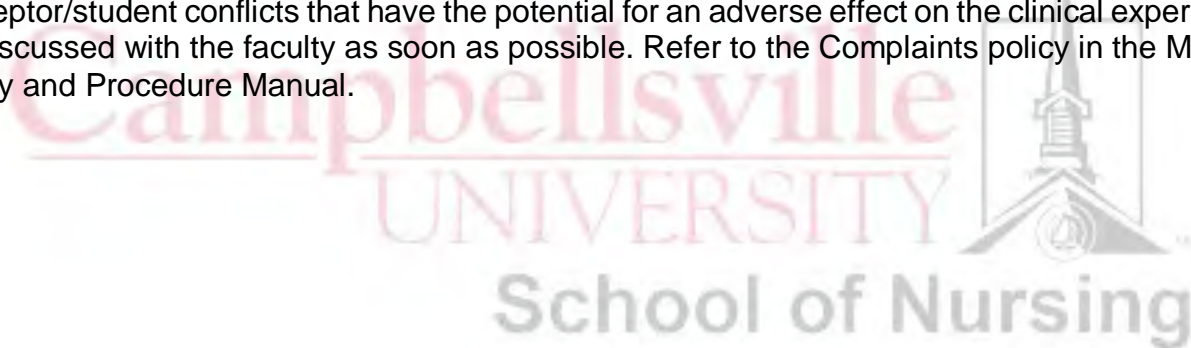 eptor/student conflicts that have the potential for an adverse effect on the clinical exper
scussed with the faculty as soon as possible. Refer to the Complaints policy in the M
y and Procedure Manual.
Campbellsville
UNIVERSITY
School of Nursing